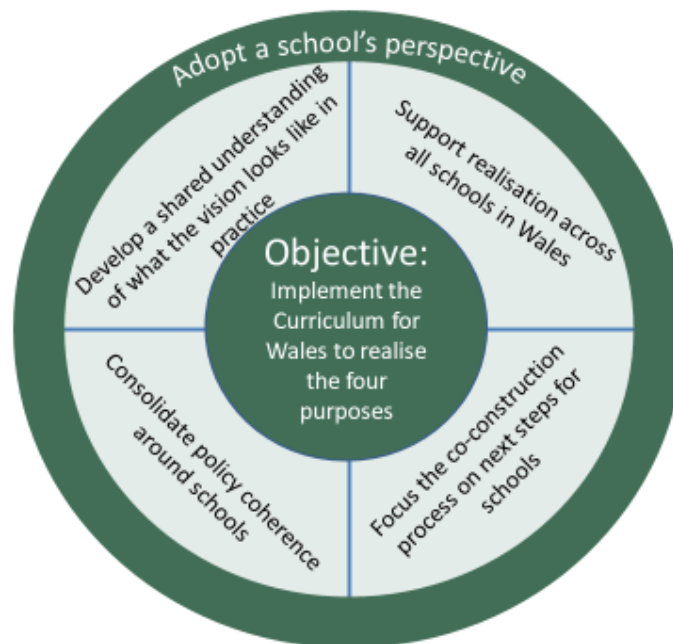 Adopt a school's perspective
Develop a shared understanding
of what the vision looks like in
practice
Support realisation across
all schools in Wales
Objective:
Implement the
Curriculum for
Wales to realise
the four
purposes
Consolidate policy coherence
around schools
Focus the co-construction
process on next steps for
schools